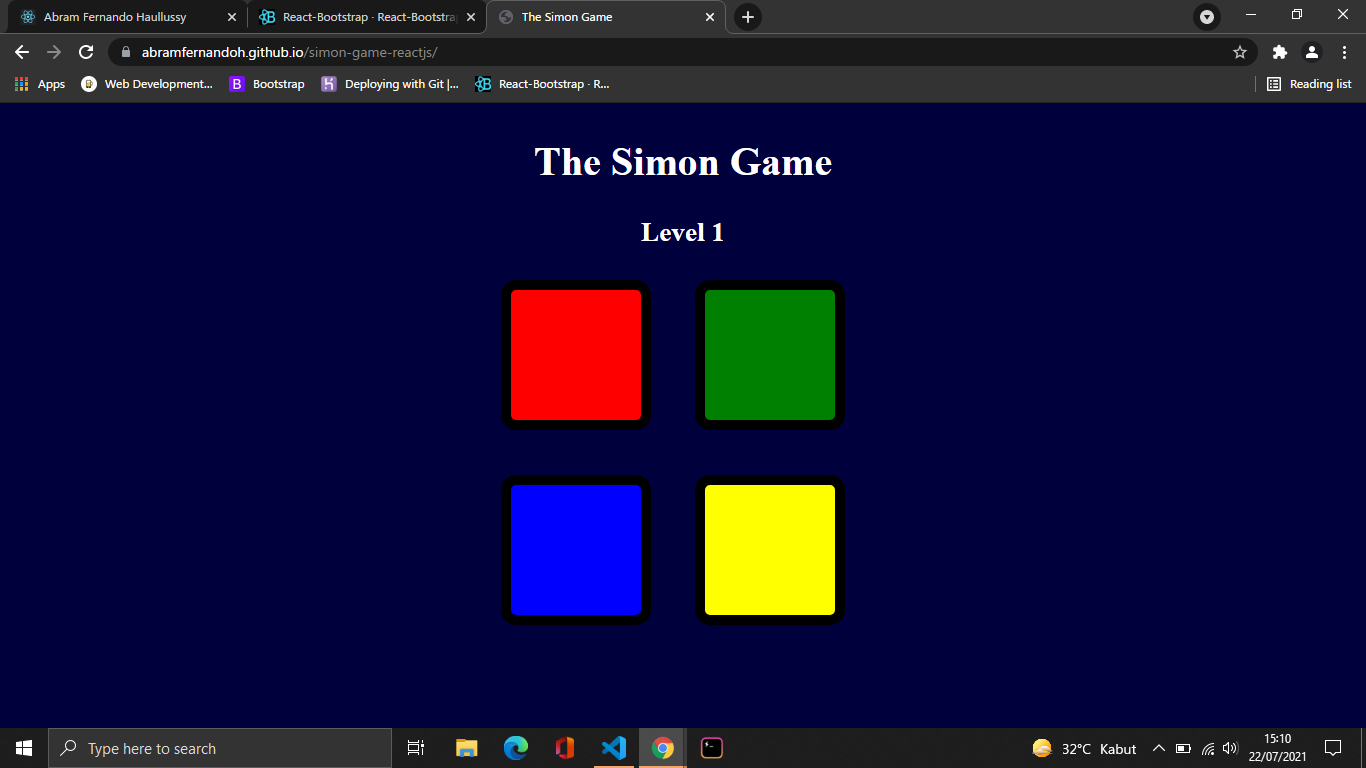 Abram Fernando Haullussy
React-Bootstrap · React-Bootstra
The Simon Game
abramfernandoh.github.io/simon-game-reactjs/
Apps
Web Development...
Bootstrap
Deploying with Git |...
React-Bootstrap · R...
Reading list
The Simon Game
Level 1
Type here to search
32°C Kabut
15:10
22/07/2021